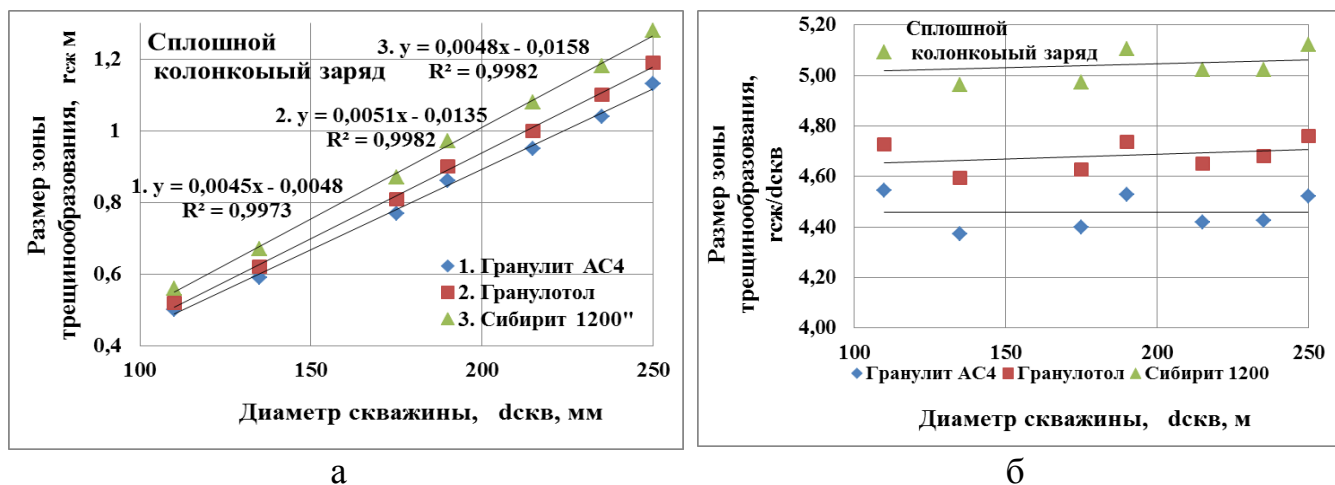 Размер зоны
трещинообразования, rсж м
1,2
1
0,8
0,6
0,4
Сплошной
колонкоыый заряд
3. y = 0,0048x - 0,0158
R² = 0,9982
2. y = 0,0051x - 0,0135
R² = 0,9982
1. y = 0,0045x - 0,0048
R² = 0,9973
1. Гранулит АС4
2. Гранулотол
3. Сибирит 1200"
100 150 200 250
Диаметр скважины, dскв, мм
а
Размер зоны
трещинообразования,
rсж/dскв
5,20
5,00
4,80
4,60
4,40
4,20
4,00
Сплошной
колонкоыый заряд
100 150 200 250
Гранулит АС4 Гранулотол Сибирит 1200
Диаметр скважины, dскв, м
б